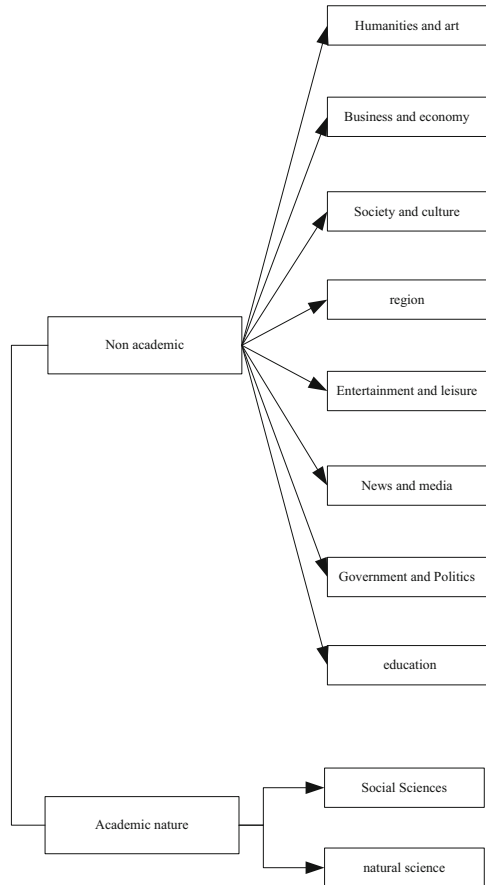 Humanities and art
Business and economy
Society and culture
region
Non academic
Entertainment and leisure
News and media
Government and Politics
education
Social Sciences
Academic nature
natural science